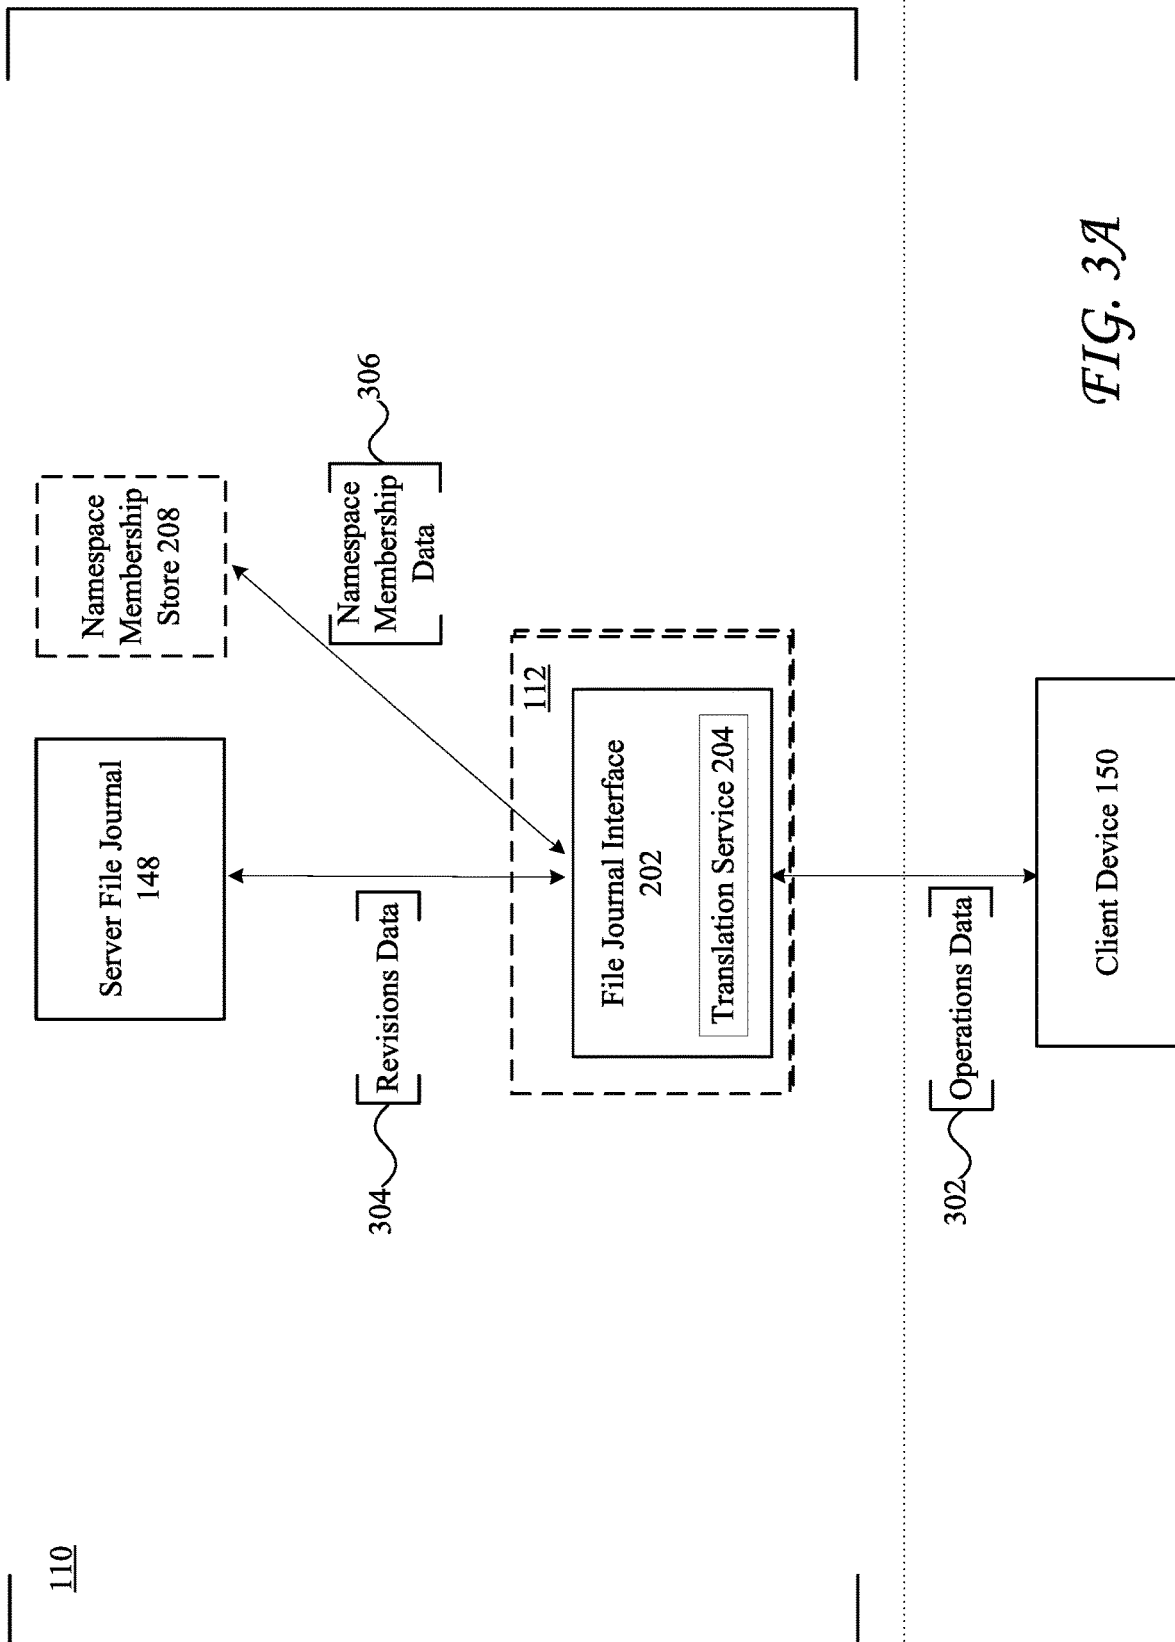 110
Server File Journal
148
Namespace
Membership
Store 208
304
Revisions Data
Namespace
Membership
Data
306
112
File Journal Interface
202
Translation Service 204
302
Operations Data
Client Device 150
FIG. 3A